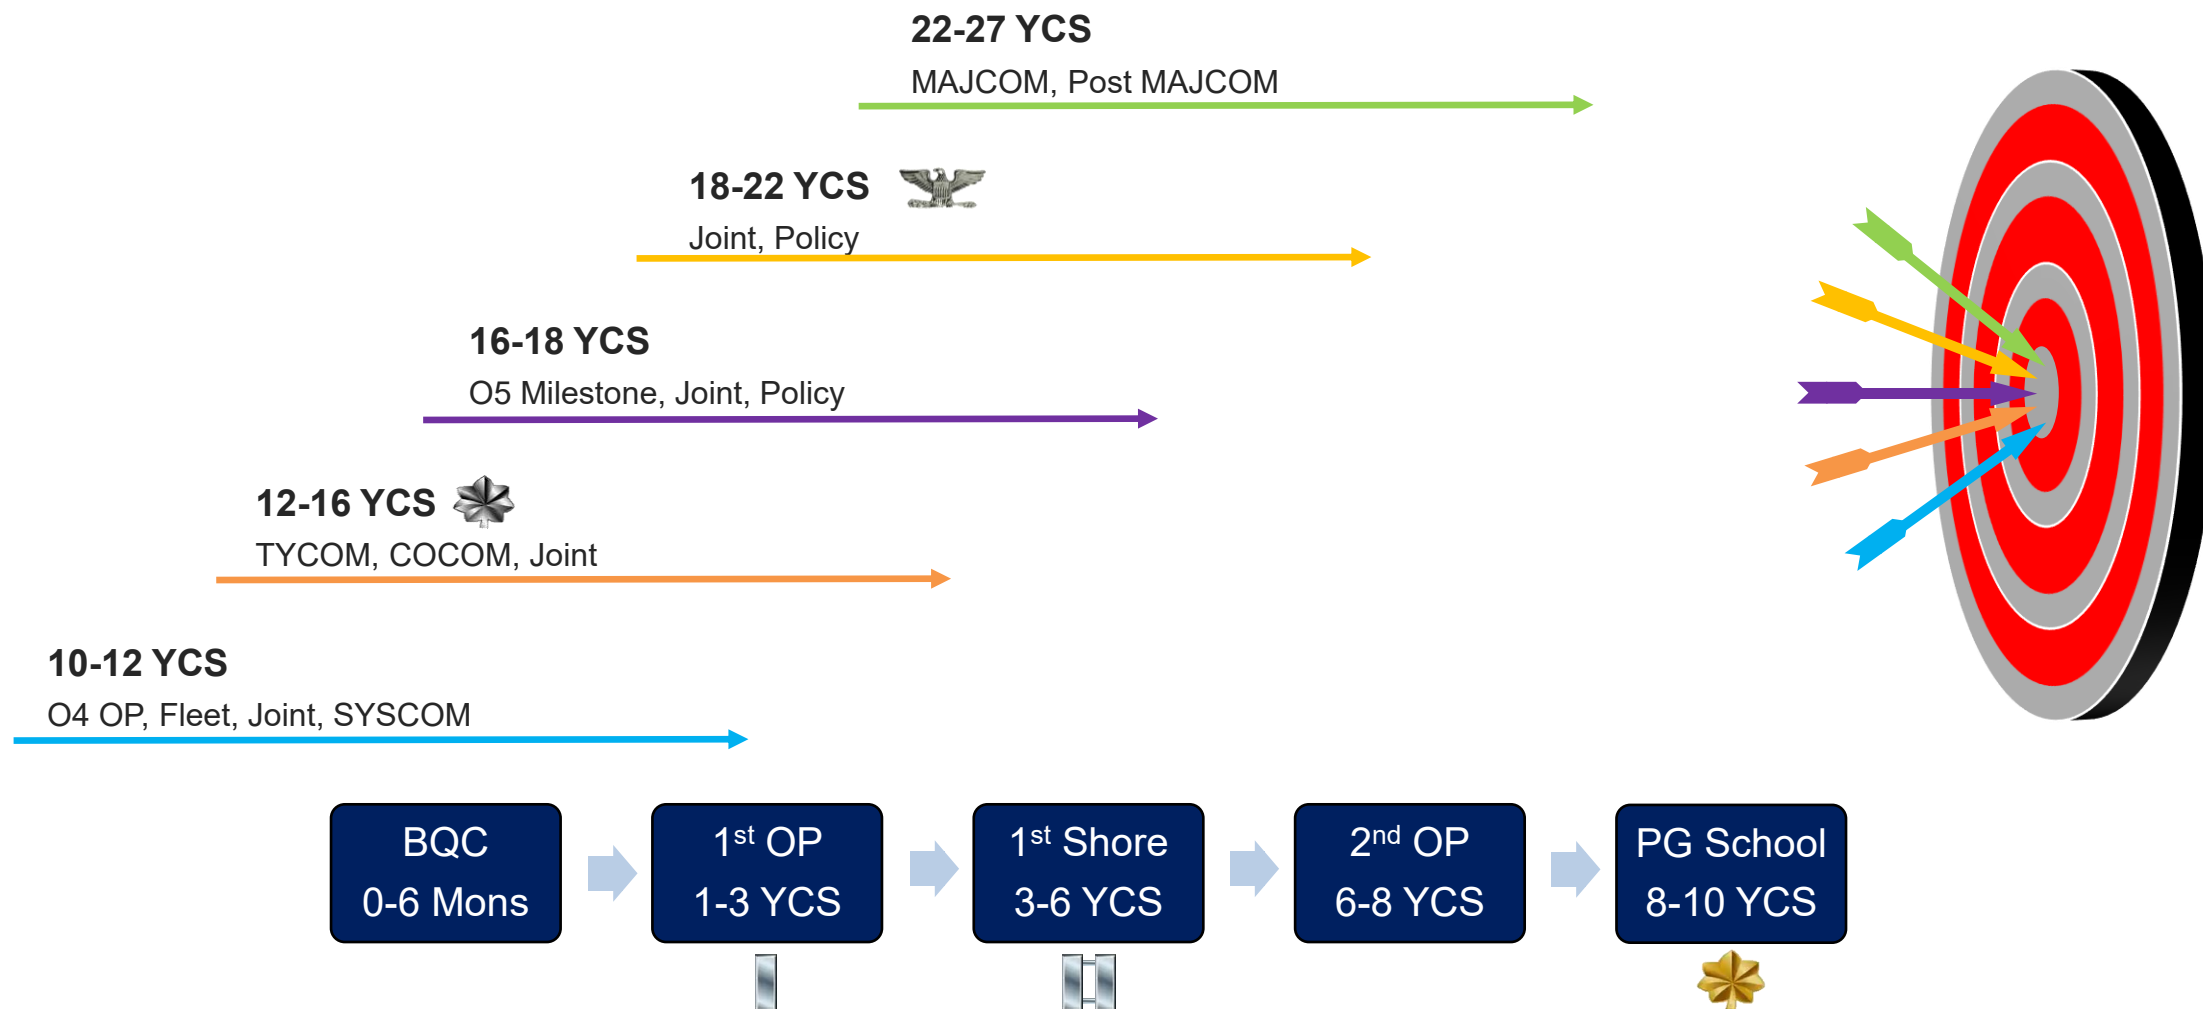 22-27 YCS
MAJCOM, Post MAJCOM
18-22 YCS
Joint, Policy
16-18 YCS
O5 Milestone, Joint, Policy
12-16 YCS
TYCOM, COCOM, Joint
10-12 YCS
O4 OP, Fleet, Joint, SYSCOM
BQC
0-6 Mons
1st OP
1-3 YCS
1st Shore
3-6 YCS
2nd OP
6-8 YCS
PG School
8-10 YCS